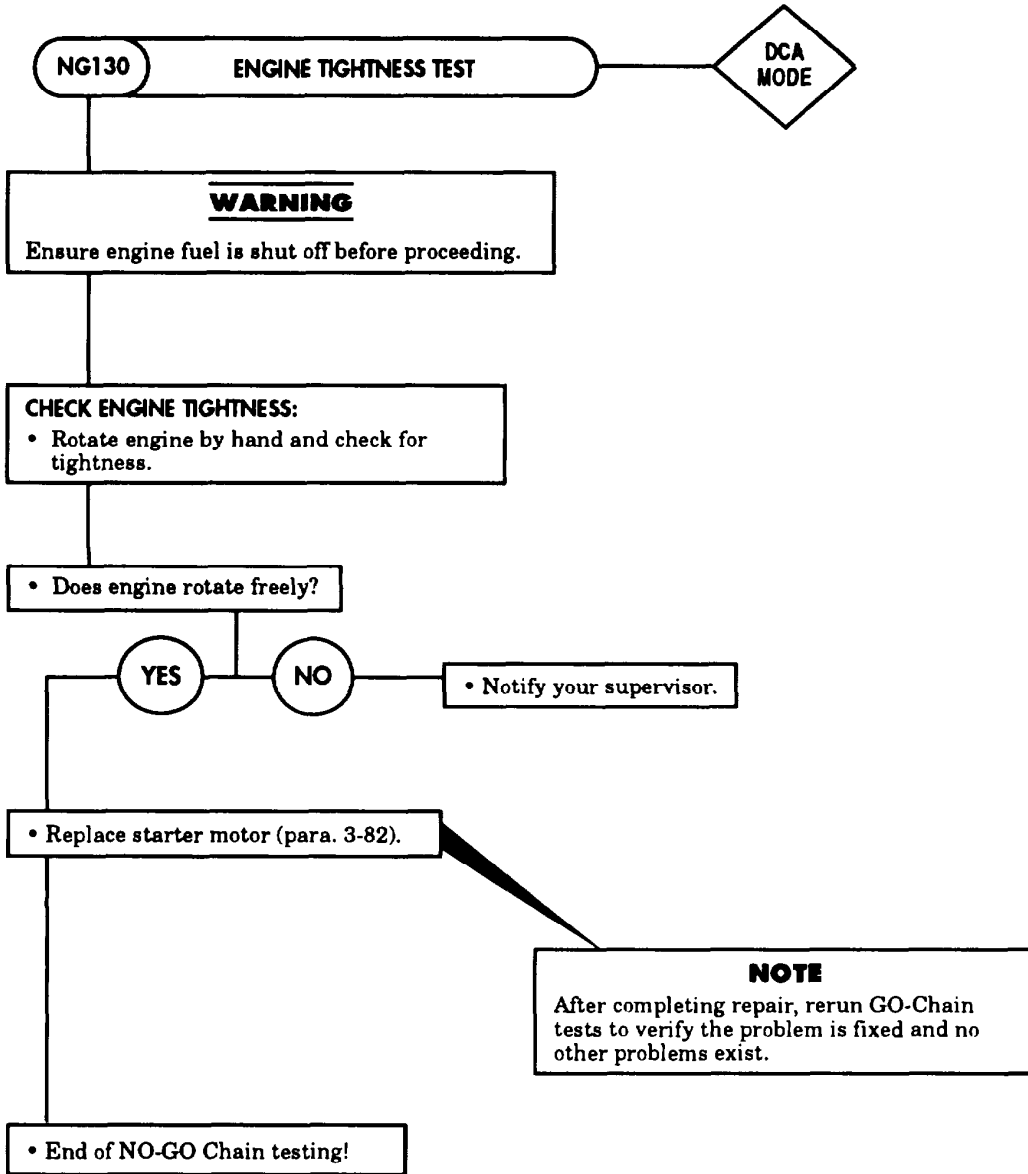 NG130 ENGINE TIGHTNESS TEST
DCA
MODE
WARNING
Ensure engine fuel is shut off before proceeding.
CHECK ENGINE TIGHTNESS:
• Rotate engine by hand and check for
tightness.
• Does engine rotate freely?
YES
NO
• Notify your supervisor.
• Replace starter motor (para. 3-82).
NOTE
After completing repair, rerun GO-Chain
tests to verify the problem is fixed and no
other problems exist.
• End of NO-GO Chain testing!